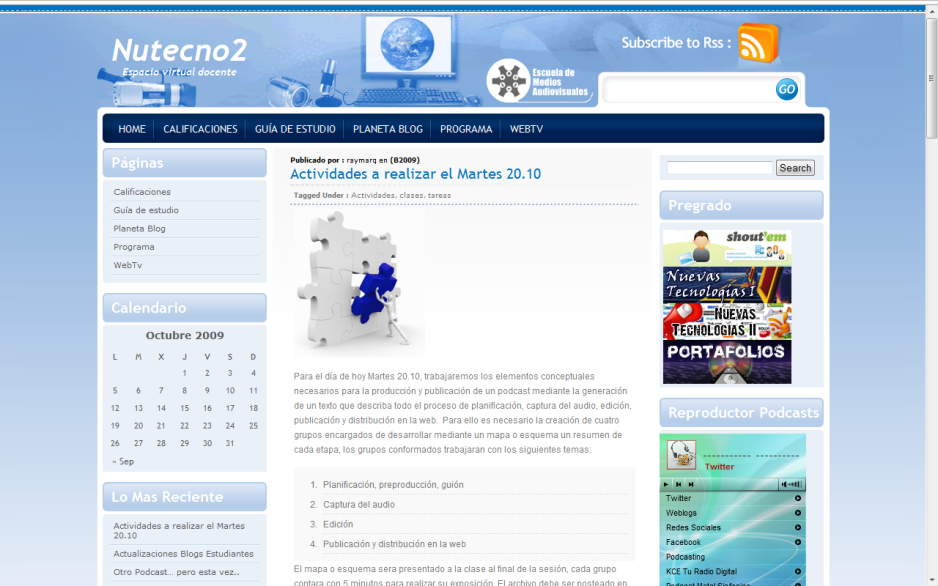 Nutecno2
Espacio virtual docente
Subscribe to Rss :
Escuela de
Medios
Audiovisuales
GO
HOME CALIFICACIONES GUÍA DE ESTUDIO PLANETA BLOG PROGRAMA WEBTV
Páginas
Calificaciones
Guía de estudio
Planeta Blog
Programa
WebTv
Calendario
Octubre 2009
L M X J V S D
1 2 3 4
5 6 7 8 9 10 11
12 13 14 15 16 17 18
19 20 21 22 23 24 25
26 27 28 29 30 31
« Sep
Lo Mas Reciente
Actividades a realizar el Martes
20.10
Actualizaciones Blogs Estudiantes
Otro Podcast... pero esta vez..
Publicado por : raymarq en (B2009)
Actividades a realizar el Martes 20.10
Tagged Under : Actividades, clases, tareas
Para el día de hoy Martes 20.10, trabajaremos los elementos conceptuales
necesarios para la producción y publicación de un podcast mediante la generación
de un texto que describa todo el proceso de planificación, captura del audio, edición,
publicación y distribución en la web. Para ello es necesario la creación de cuatro
grupos encargados de desarrollar mediante un mapa o esquema un resumen de
cada etapa, los grupos conformados trabajaran con los siguientes temas:
1. Planificación, preproducción, guión
2. Captura del audio
3. Edición
4. Publicación y distribución en la web
El mapa o esquema sera presentado a la clase al final de la sesión, cada grupo
contara con 5 minutos para realizar su exposición. El archivo debe ser posteado en
Search
Pregrado
shout'em
Nuevas
Tecnologías I
NUEVAS
TECNOLOGÍAS II
PORTAFOLIOS
Reproductor Podcasts
Twitter
Twitter
Weblogs
Redes Sociales
Facebook
Podcasting
KCE Tu Radio Digital
Podcast Metal Sinfonico